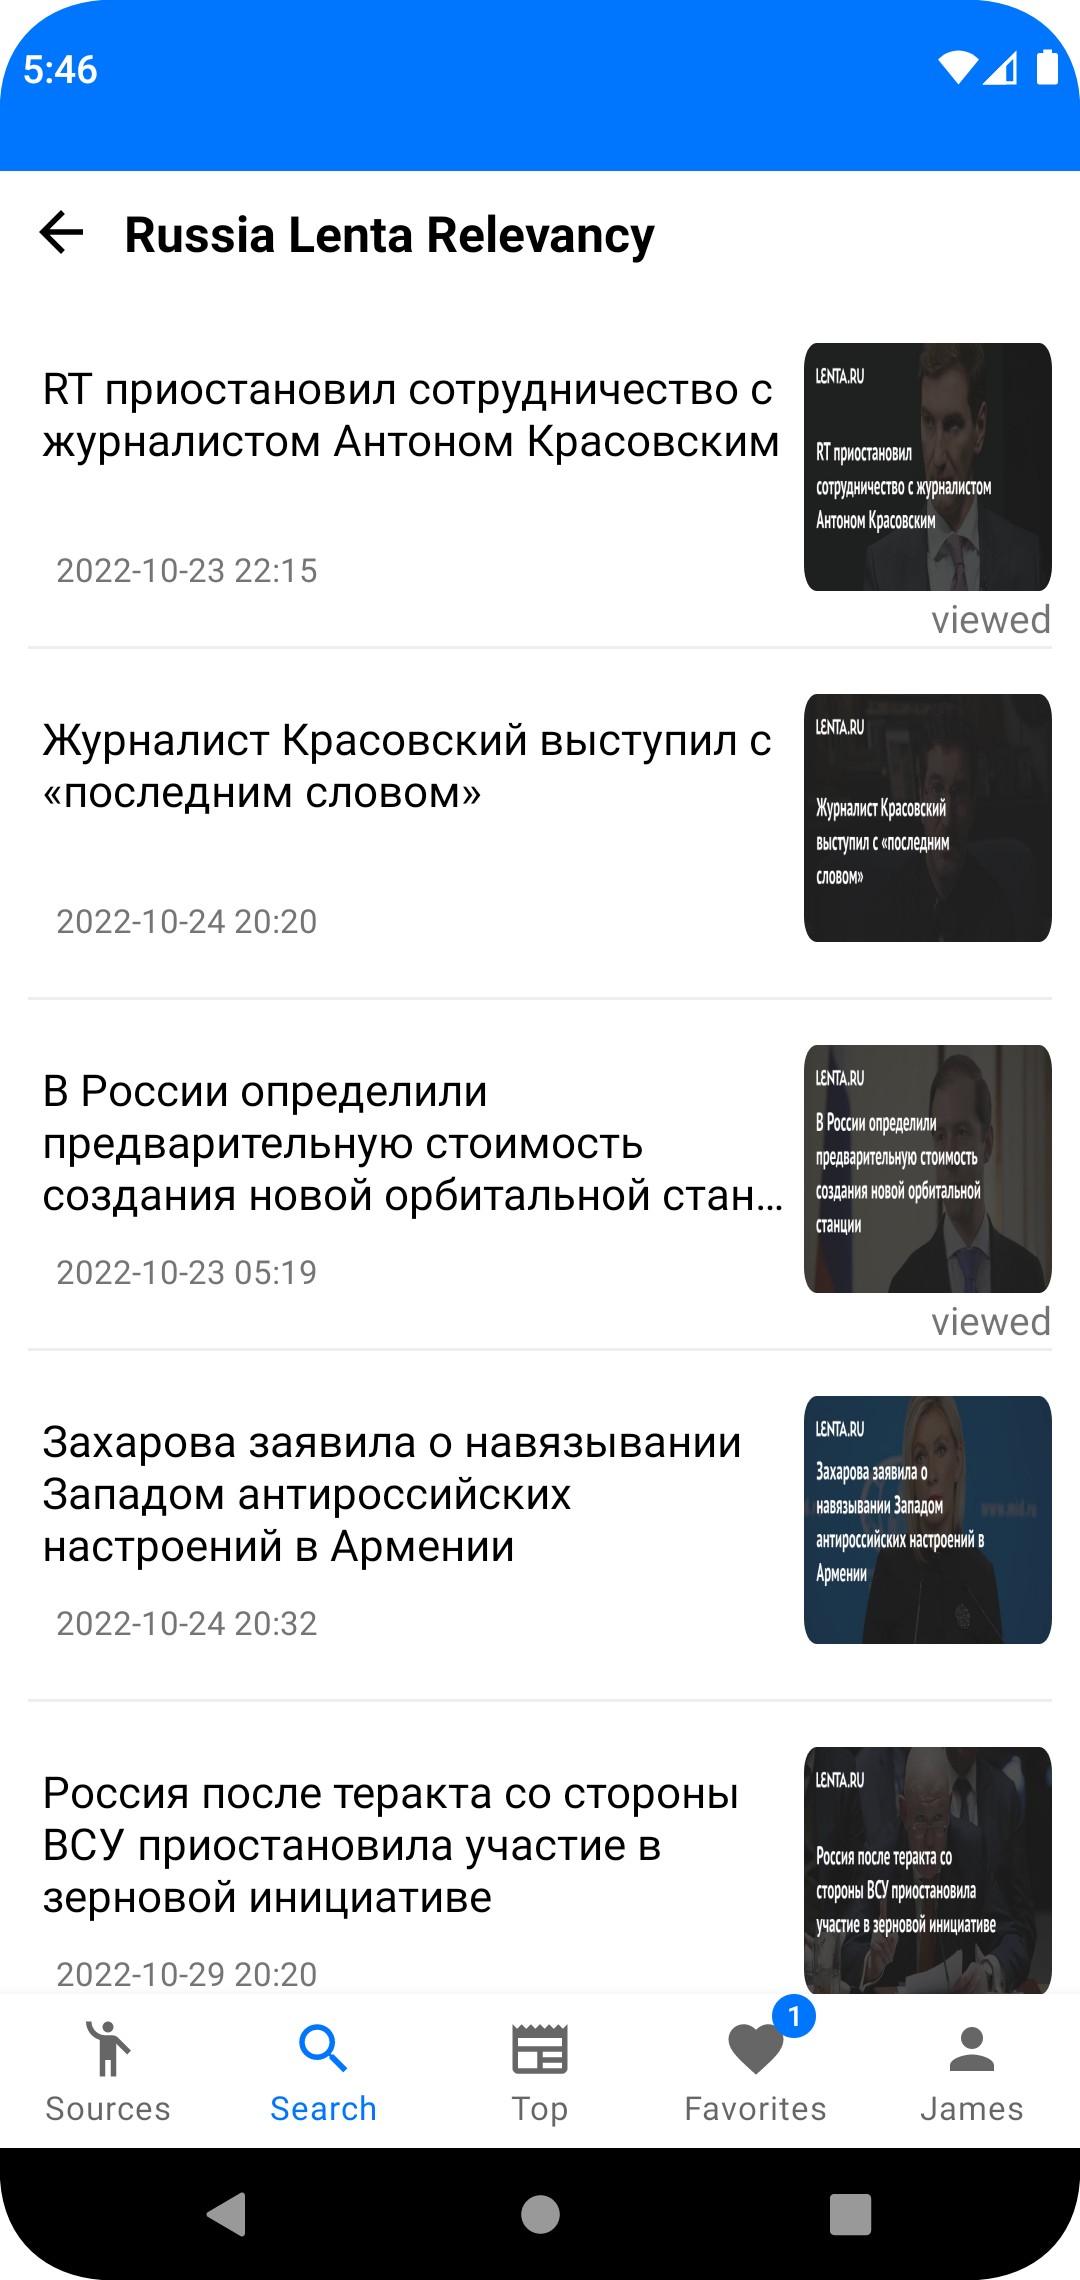 5:46
Russia Lenta Relevancy
RT приостановил сотрудничество с
журналистом Антоном Красовским
2022-10-23 22:15
LENTA.RU
RT приостановил
сотрудничество с журналистом
Антоном Красовским
viewed
Журналист Красовский выступил с
«последним словом»
2022-10-24 20:20
LENTA.RU
Журналист Красовский
выступил с «последним
словом»
В России определили
предварительную стоимость
создания новой орбитальной стан...
2022-10-23 05:19
LENTA.RU
В России определили
предварительную стоимость
создания новой орбитальной
станции
viewed
Захарова заявила о навязывании
Западом антироссийских
настроений в Армении
2022-10-24 20:32
LENTA.RU
Захарова заявила о
навязывании Западом
антироссийских настроений в
Армении
www.mid.ru
Россия после теракта со стороны
ВСУ приостановила участие в
зерновой инициативе
2022-10-29 20:20
LENTA.RU
Россия после теракта со
стороны ВСУ приостановила
участие в зерновой инициативе
1
Sources
Search
Top
Favorites
James